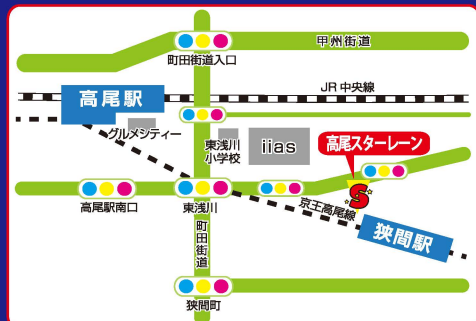 甲州街道
町田街道入口
JR中央線
高尾駅
グルメシティー
東浅川
小学校
iias
高尾スターレーン
S
高尾駅南口
東浅川
京王高尾線
狭間駅
町田街道
狭間町